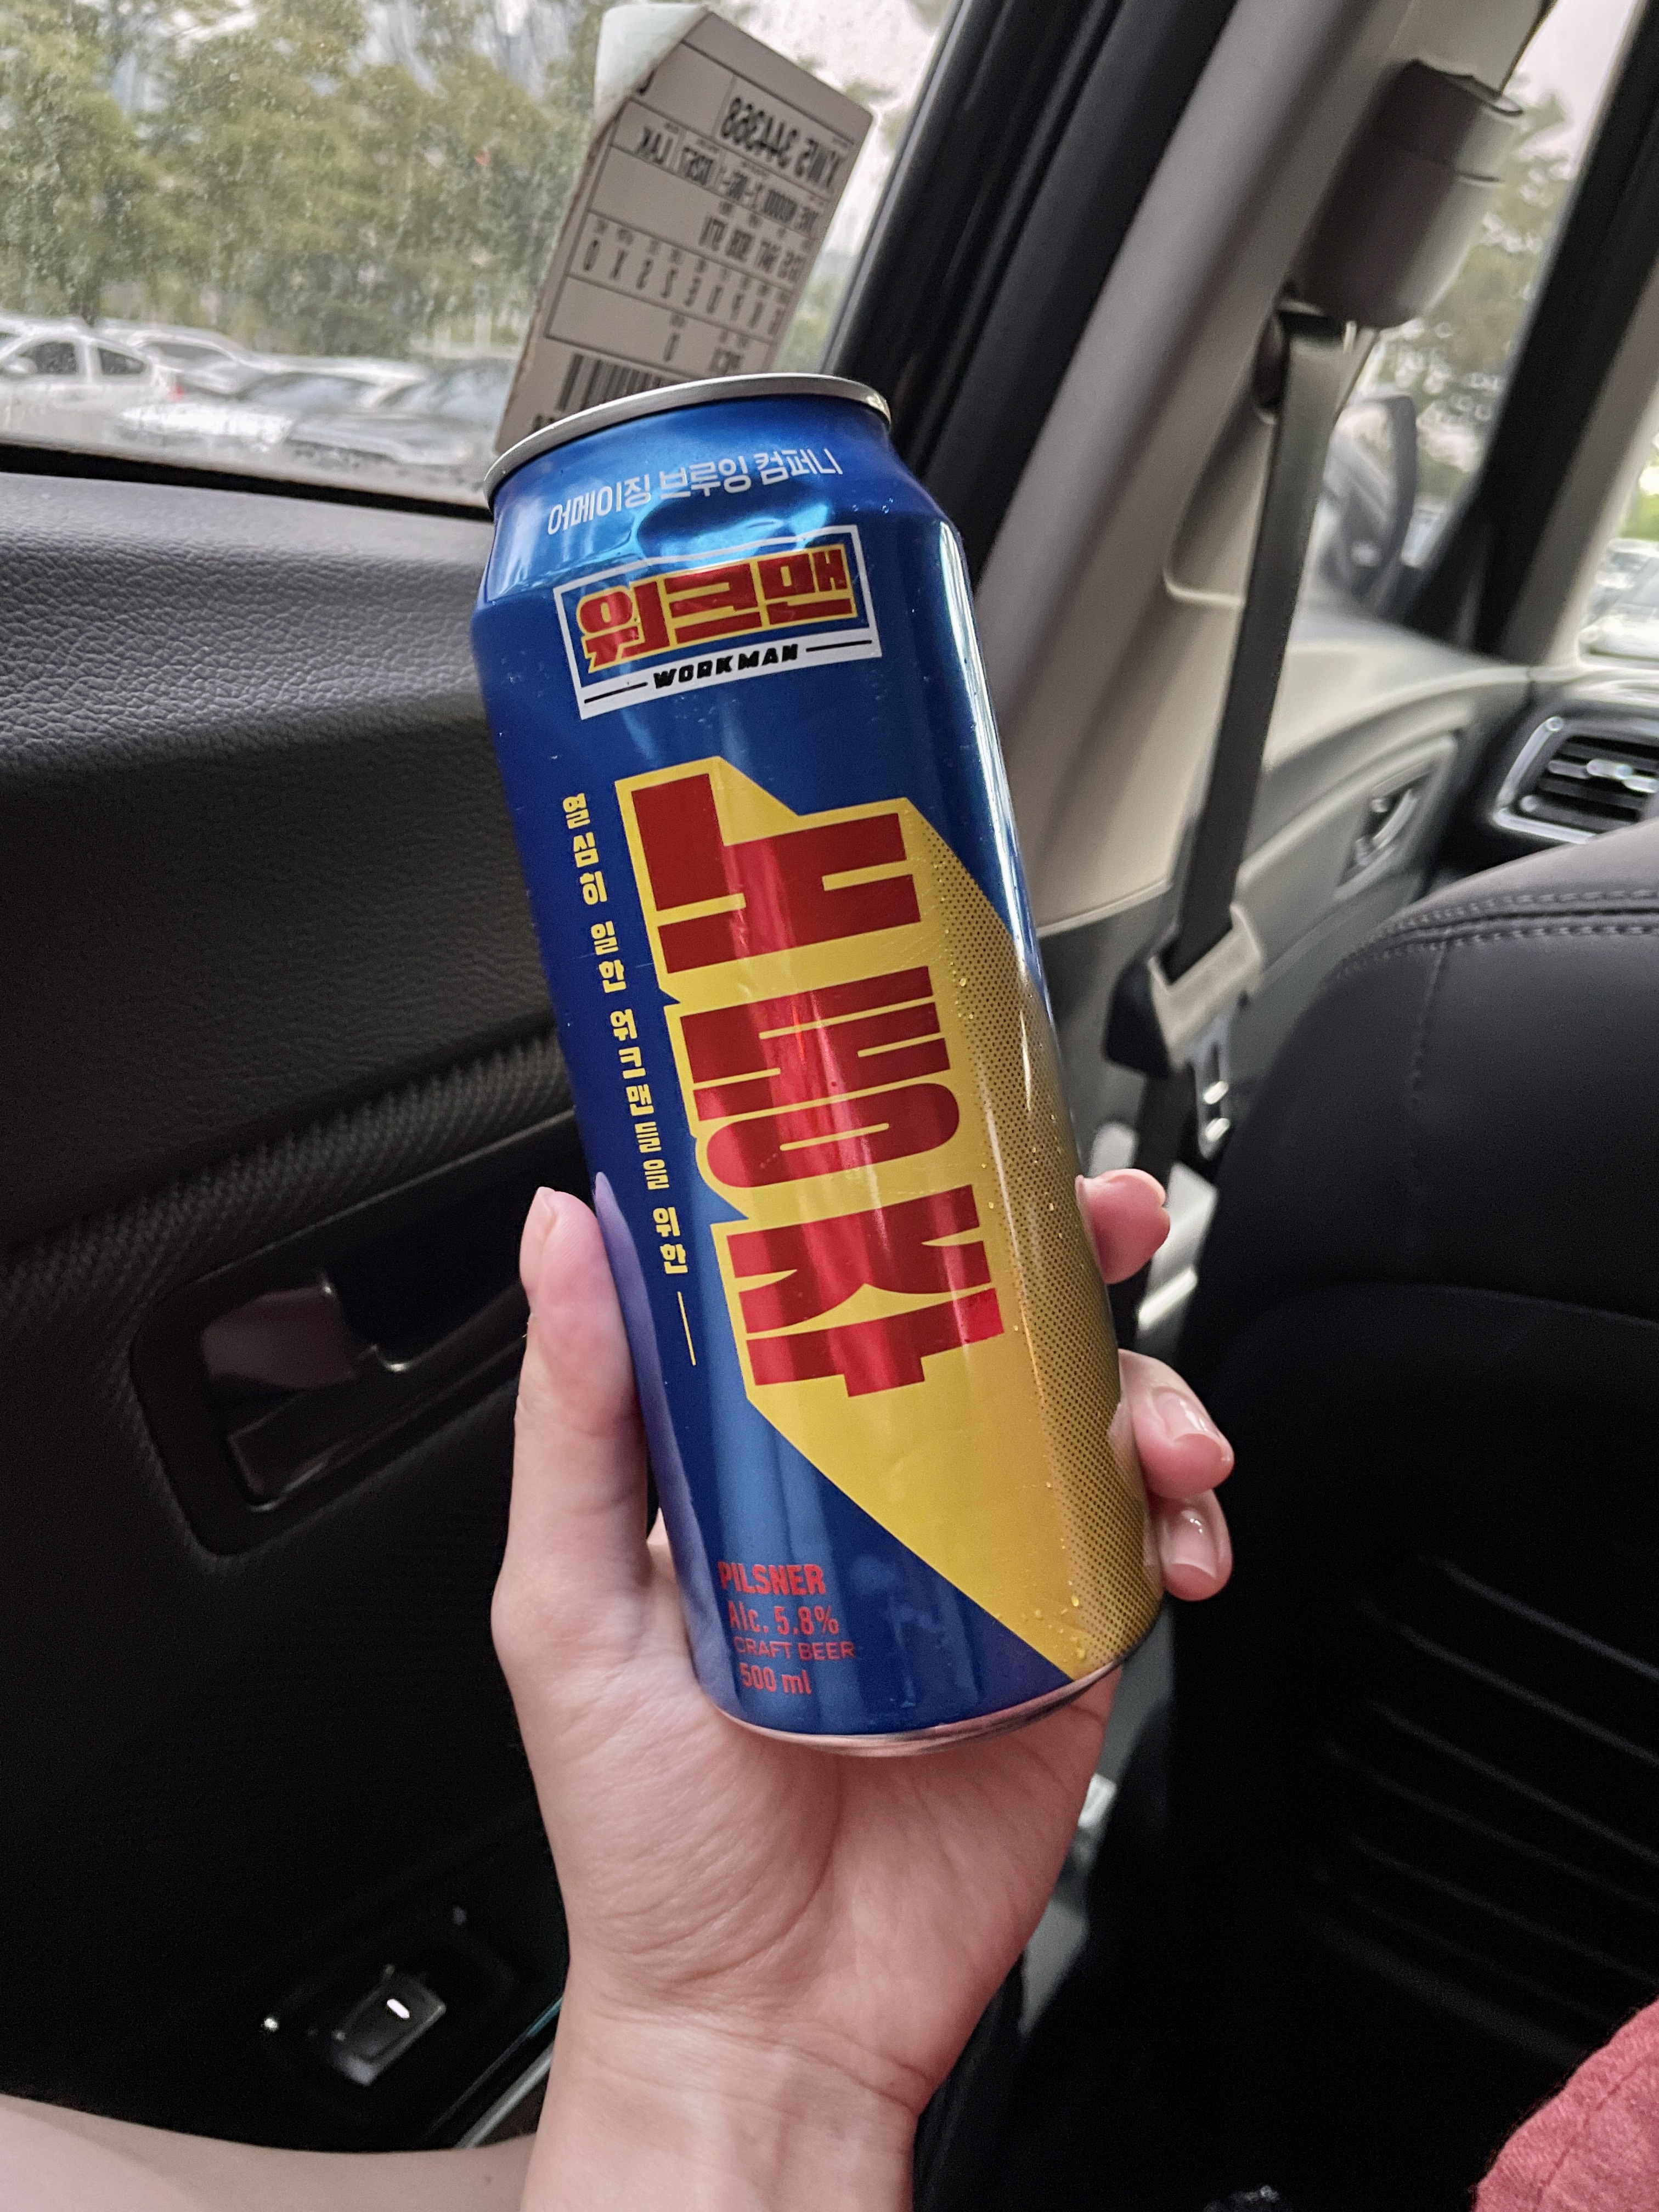 어메이징 브루잉 컴퍼니
워크맨
WORKMAN
노동주
열심히 일한 워크맨들을 위한
PILSNER
Alc. 5.8%
CRAFT BEER
500 ml